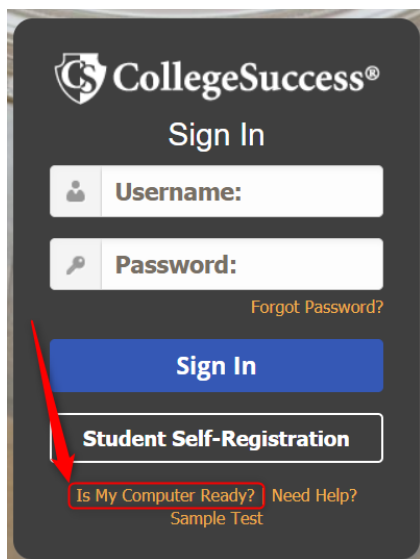 CS CollegeSuccess®
Sign In
Username:
Password:
Forgot Password?
Sign In
Student Self-Registration
Is My Computer Ready? Need Help?
Sample Test